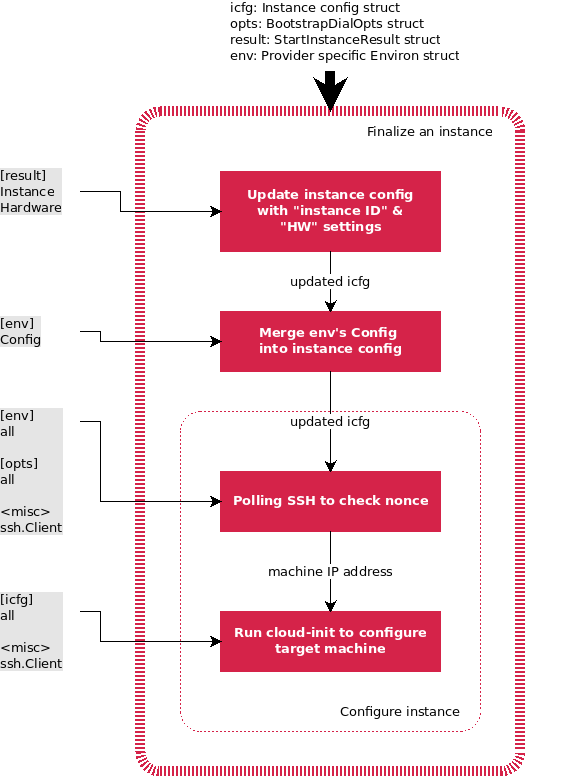 icfg: Instance config struct
opts: BootstrapDialOpts struct
result: StartInstanceResult struct
env: Provider specific Environ struct
Finalize an instance
[result]
Instance
Hardware
Update instance config
with "instance ID" &
"HW" settings
updated icfg
[env]
Config
Merge env's Config
into instance config
updated icfg
[env]
all
[opts]
all
<misc>
ssh.Client
Polling SSH to check nonce
machine IP address
[icfg]
all
<misc>
ssh.Client
Run cloud-init to configure
target machine
Configure instance